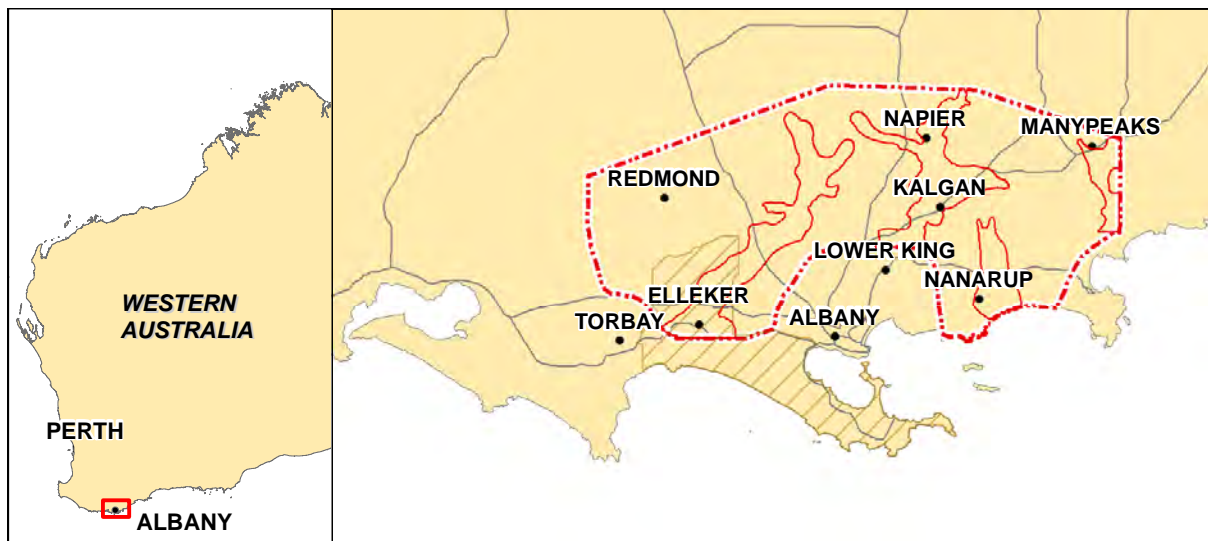 WESTERN
AUSTRALIA
PERTH
ALBANY
NAPIER
MANYPEAKS
REDMOND
KALGAN
LOWER KING
NANARUP
ELLEKER
TORBAY
ALBANY